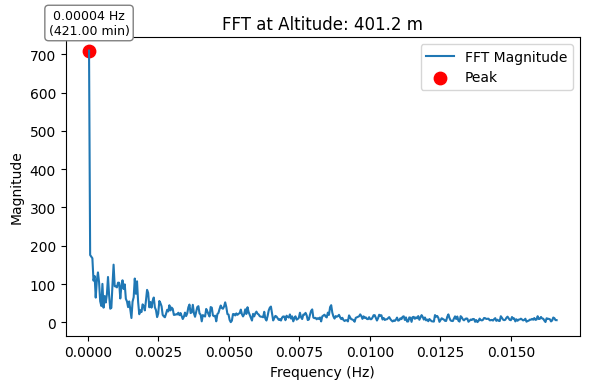 0.00004 Hz
(421.00 min)
FFT at Altitude: 401.2 m
FFT Magnitude
Peak
Magnitude
700
600
500
400
300
200
100
0
0.0000
0.0025
0.0050
0.0075
0.0100
0.0125
0.0150
Frequency (Hz)